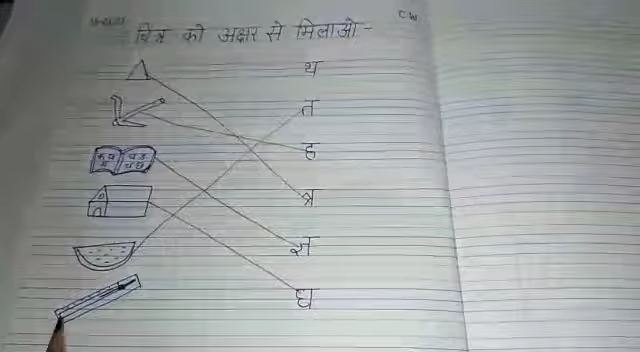 C.W
चित्र को अक्षर से मिलाओ -
थ
त
ह
त्र
ज्ञ
घ